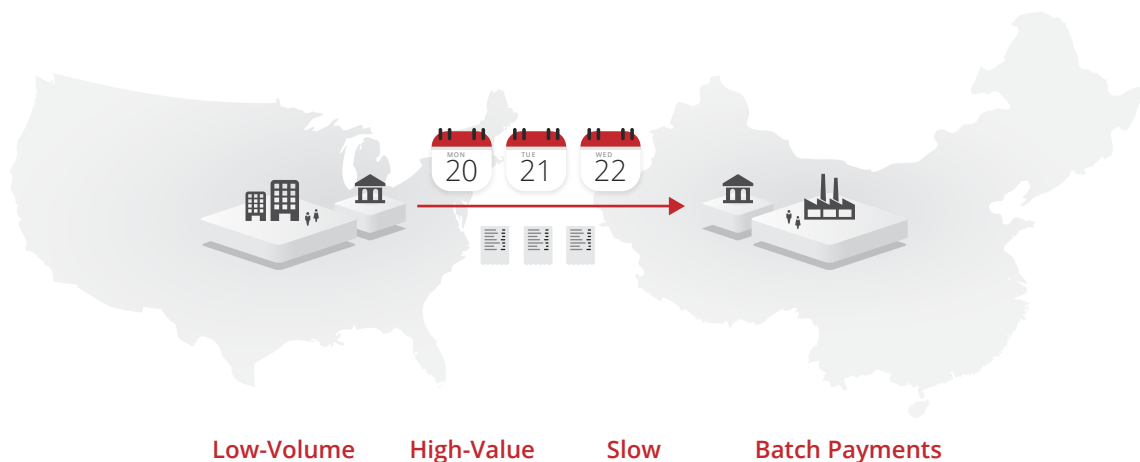 MON
20
TUE
21
WED
22
Low-Volume
High-Value
Slow
Batch Payments